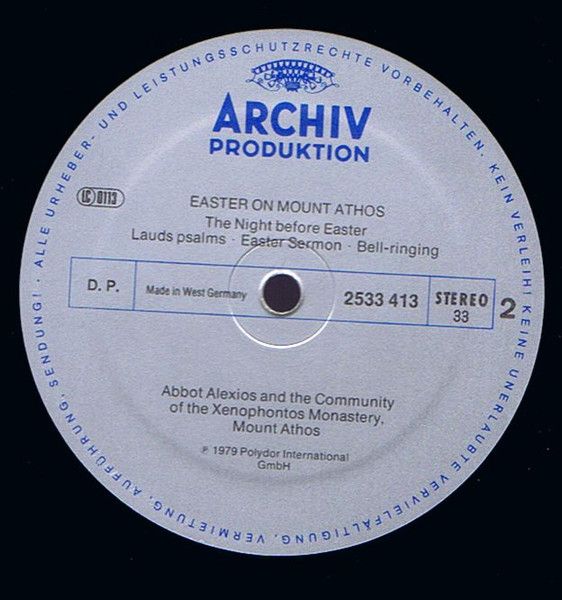 ALLE URHEBER- UND LEISTUNGSSCHUTZRECHTE VORBEHALTEN. KEIN VERLEIH! KEINE UNERLAUBTE VERVIELFÄLTIGUNG, VERMIETUNG, AUFFÜHRUNG, SENDUNG! ·
ARCHIV
PRODUKTION
LC 0113
EASTER ON MOUNT ATHOS
The Night before Easter
Lauds psalms · Easter Sermon · Bell-ringing
D. P. Made in West Germany 2533 413 STEREO 33 2
Abbot Alexios and the Community
of the Xenophontos Monastery,
Mount Athos
℗ 1979 Polydor International
GmbH